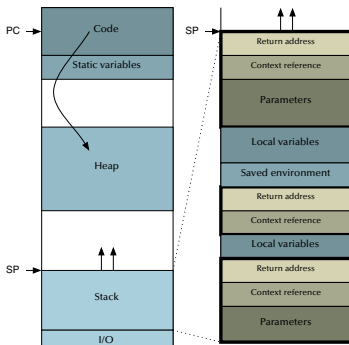 PC
Code
Static variables
Heap
SP
Stack
I/O
SP
Return address
Context reference
Parameters
Local variables
Saved environment
Return address
Context reference
Local variables
Return address
Context reference
Parameters